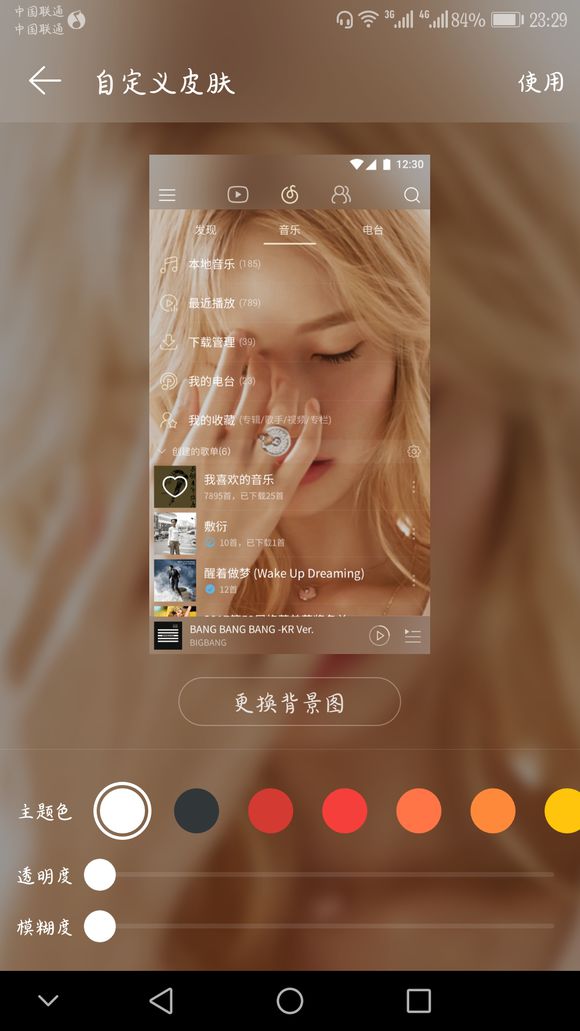 中国联通
中国联通
3G 4G 84% 23:29
自定义皮肤 使用
12:30
发现 音乐 电台
本地音乐 (185)
最近播放 (789)
下载管理 (39)
我的电台 (23)
我的收藏 (专辑/歌手/视频/专栏)
创建的歌单(6)
我喜欢的音乐
7895首，已下载25首
敷衍
10首，已下载1首
醒着做梦 (Wake Up Dreaming)
12首
BANG BANG BANG -KR Ver.
BIGBANG
更换背景图
主题色
透明度
模糊度